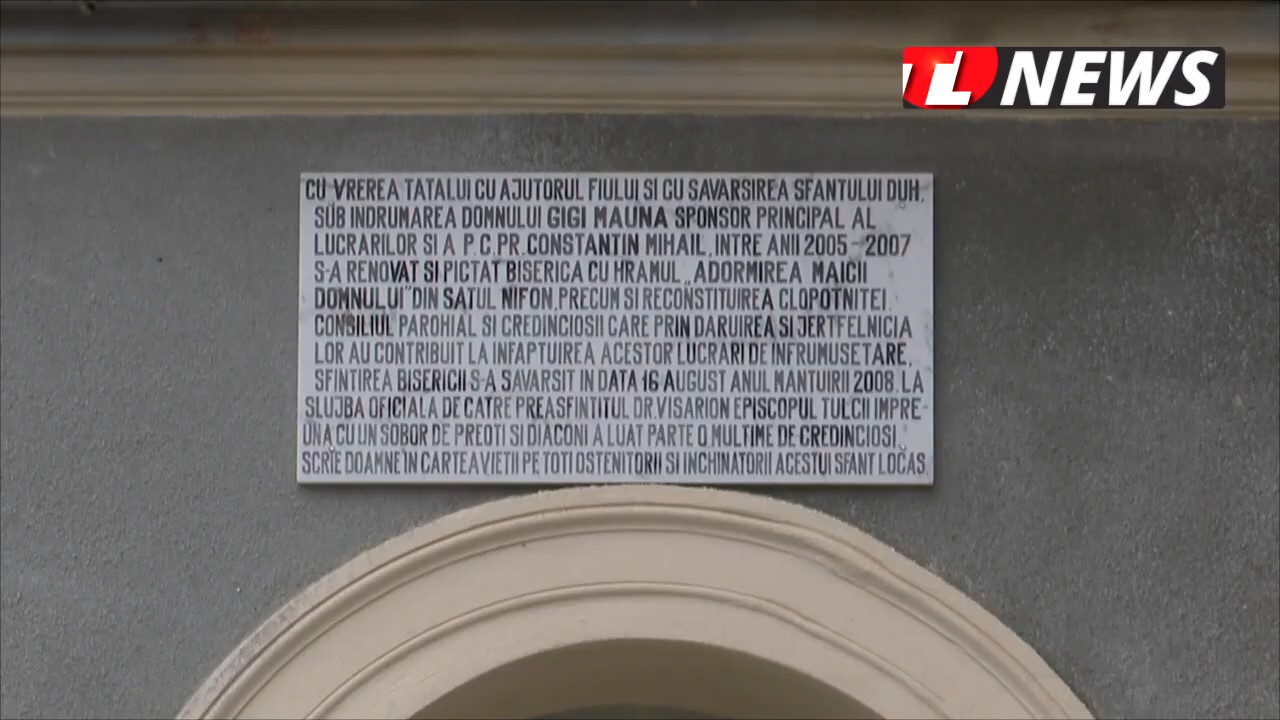 TL NEWS
CU VREREA TATALUI CU AJUTORUL FIULUI SI CU SAVARSIREA SFANTULUI DUH,
SUB INDRUMAREA DOMNULUI GIGI MAUNA SPONSOR PRINCIPAL AL
LUCRARILOR SI A P.C.PR. CONSTANTIN MIHAIL, INTRE ANII 2005-2007
S-A RENOVAT SI PICTAT BISERICA CU HRAMUL „ADORMIREA MAICII
DOMNULUI” DIN SATUL NIFON, PRECUM SI RECONSTITUIREA CLOPOTNITEI.
CONSILIUL PAROHIAL SI CREDINCIOSII CARE PRIN DARUIREA SI JERTFELNICIA
LOR AU CONTRIBUIT LA INFAPTUIREA ACESTOR LUCRARI DE INFRUMUSETARE,
SFINTIREA BISERICII S-A SAVARSIT IN DATA 16 AUGUST ANUL MANTUIRII 2008. LA
SLUJBA OFICIALA DE CATRE PREASFINTITUL DR. VISARION EPISCOPUL TULCII IMPRE-
UNA CU UN SOBOR DE PREOTI SI DIACONI A LUAT PARTE O MULTIME DE CREDINCIOSI.
SCRIE DOAMNE IN CARTEA VIETII PE TOTI OSTENITORII SI INCHINATORII ACESTUI SFANT LOCAS.